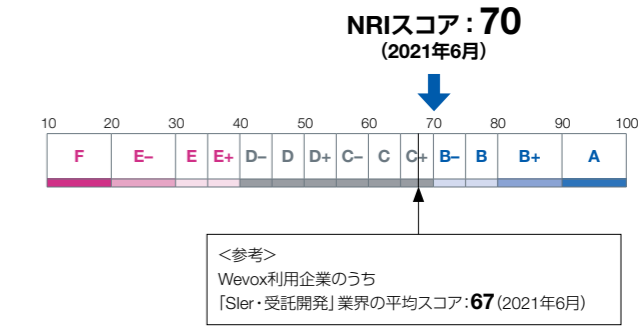 NRIスコア：70
（2021年6月）
10 20 30 40 50 60 70 80 90 100
F E− E E+ D− D D+ C− C C+ B− B B+ A
<参考>
Wevox利用企業のうち
「SIer・受託開発」業界の平均スコア：67（2021年6月）